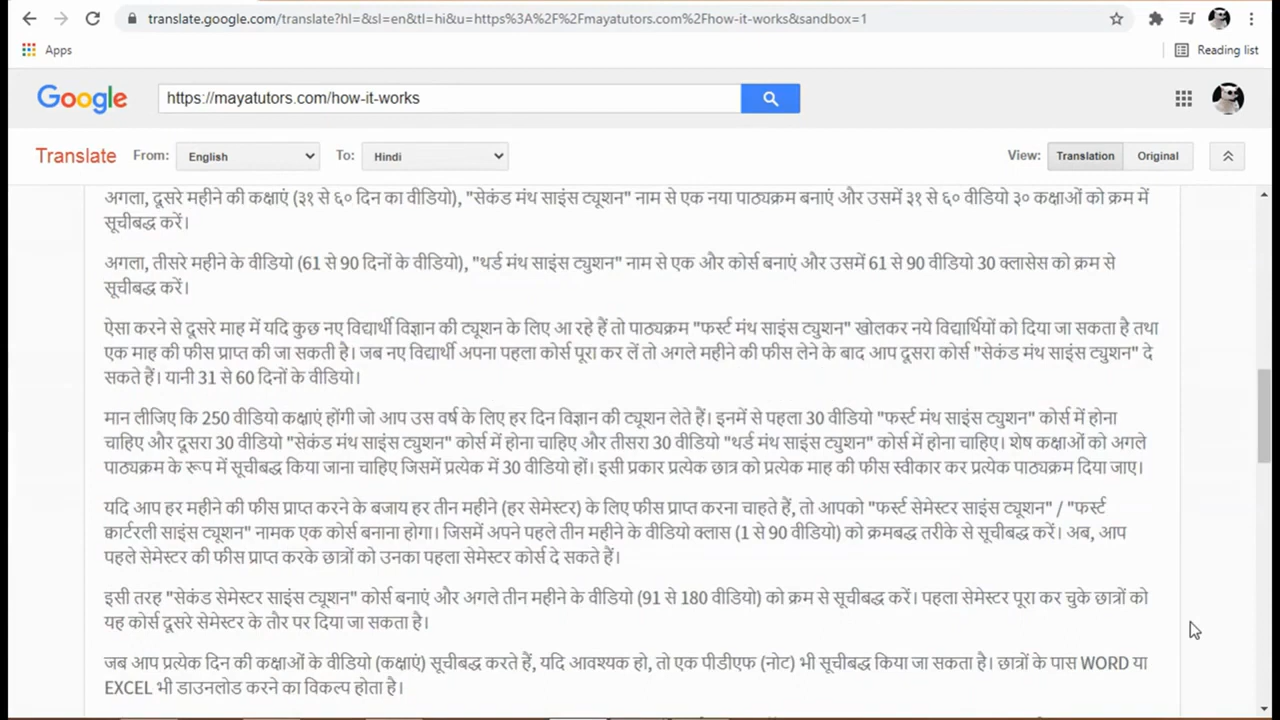 translate.google.com/translate?hl=&sl=en&tl=hi&u=https%3A%2F%2Fmayatutors.com%2Fhow-it-works&sandbox=1
Apps
Reading list
Google
https://mayatutors.com/how-it-works
Translate
From:
English
To:
Hindi
View:
Translation
Original
अगला, दूसरे महीने की कक्षाएं (३१ से ६० दिन का वीडियो), "सेकंड मंथ साइंस ट्यूशन" नाम से एक नया पाठ्यक्रम बनाएं और उसमें ३१ से ६० वीडियो ३० कक्षाओं को क्रम में
सूचीबद्ध करें।
अगला, तीसरे महीने के वीडियो (61 से 90 दिनों के वीडियो), "थर्ड मंथ साइंस ट्युशन" नाम से एक और कोर्स बनाएं और उसमें 61 से 90 वीडियो 30 क्लासेस को क्रम से
सूचीबद्ध करें।
ऐसा करने से दूसरे माह में यदि कुछ नए विद्यार्थी विज्ञान की ट्यूशन के लिए आ रहे हैं तो पाठ्यक्रम "फर्स्ट मंथ साइंस ट्युशन" खोलकर नये विद्यार्थियों को दिया जा सकता है तथा
एक माह की फीस प्राप्त की जा सकती है। जब नए विद्यार्थी अपना पहला कोर्स पूरा कर लें तो अगले महीने की फीस लेने के बाद आप दूसरा कोर्स "सेकंड मंथ साइंस ट्युशन" दे
सकते हैं। यानी 31 से 60 दिनों के वीडियो।
मान लीजिए कि 250 वीडियो कक्षाएं होंगी जो आप उस वर्ष के लिए हर दिन विज्ञान की ट्यूशन लेते हैं। इनमें से पहला 30 वीडियो "फर्स्ट मंथ साइंस ट्युशन" कोर्स में होना
चाहिए और दूसरा 30 वीडियो "सेकंड मंथ साइंस ट्युशन" कोर्स में होना चाहिए और तीसरा 30 वीडियो "थर्ड मंथ साइंस ट्युशन" कोर्स में होना चाहिए। शेष कक्षाओं को अगले
पाठ्यक्रम के रूप में सूचीबद्ध किया जाना चाहिए जिसमें प्रत्येक में 30 वीडियो हों। इसी प्रकार प्रत्येक छात्र को प्रत्येक माह की फीस स्वीकार कर प्रत्येक पाठ्यक्रम दिया जाए।
यदि आप हर महीने की फीस प्राप्त करने के बजाय हर तीन महीने (हर सेमेस्टर) के लिए फीस प्राप्त करना चाहते हैं, तो आपको "फर्स्ट सेमेस्टर साइंस ट्यूशन" / "फर्स्ट
क्वार्टरली साइंस ट्यूशन" नामक एक कोर्स बनाना होगा। जिसमें अपने पहले तीन महीने के वीडियो क्लास (1 से 90 वीडियो) को क्रमबद्ध तरीके से सूचीबद्ध करें। अब, आप
पहले सेमेस्टर की फीस प्राप्त करके छात्रों को उनका पहला सेमेस्टर कोर्स दे सकते हैं।
इसी तरह "सेकंड सेमेस्टर साइंस ट्यूशन" कोर्स बनाएं और अगले तीन महीने के वीडियो (91 से 180 वीडियो) को क्रम से सूचीबद्ध करें। पहला सेमेस्टर पूरा कर चुके छात्रों को
यह कोर्स दूसरे सेमेस्टर के तौर पर दिया जा सकता है।
जब आप प्रत्येक दिन की कक्षाओं के वीडियो (कक्षाएं) सूचीबद्ध करते हैं, यदि आवश्यक हो, तो एक पीडीएफ (नोट) भी सूचीबद्ध किया जा सकता है। छात्रों के पास WORD या
EXCEL भी डाउनलोड करने का विकल्प होता है।